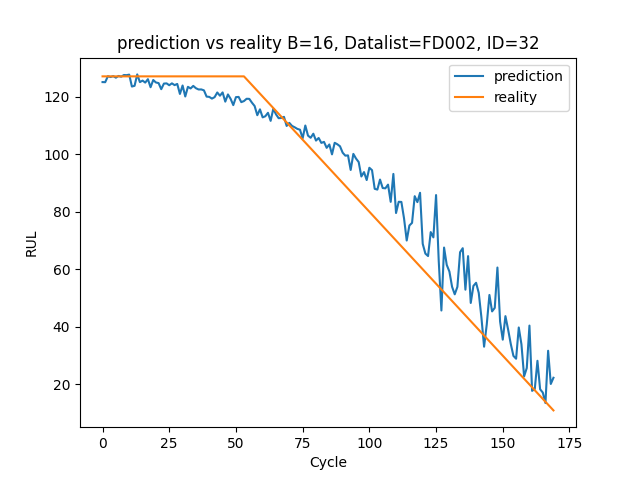 prediction vs reality B=16, Datalist=FD002, ID=32
prediction
reality
120
100
80
60
40
20
RUL
0 25 50 75 100 125 150 175
Cycle